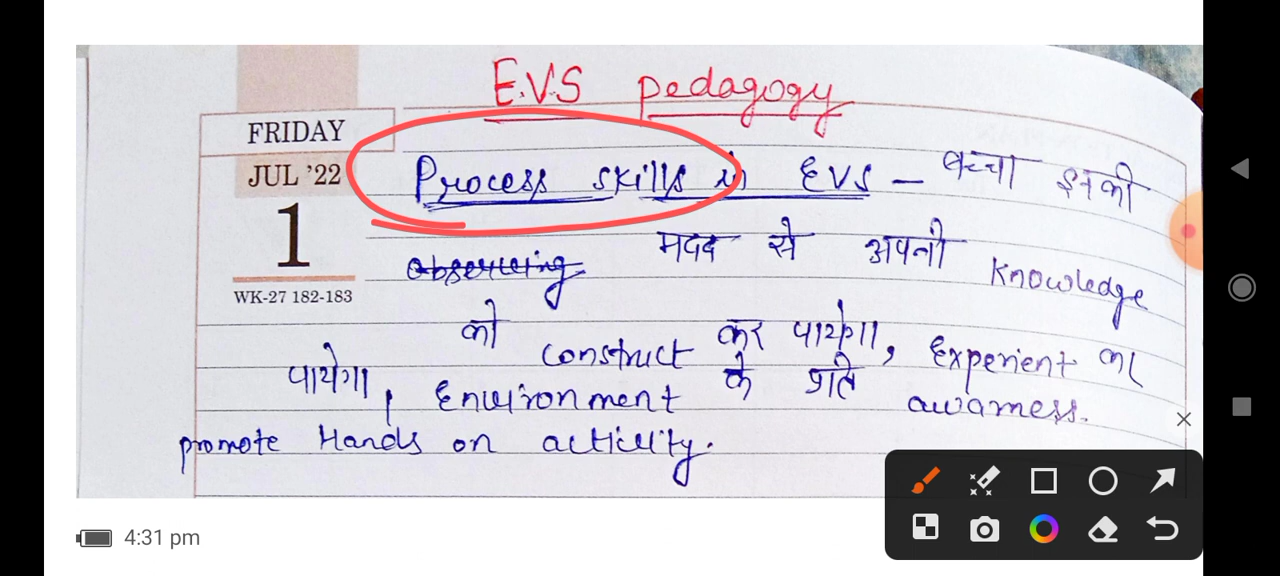 E.V.S pedagogy
FRIDAY
JUL '22
1
WK-27 182-183
Process skills in EVS – बच्चा इनकी
observing मदद से अपनी Knowledge
को construct कर पायेगा, Experient कर
पायेगा, Environment के प्रति awarness.
promote Hands on activity.
4:31 pm